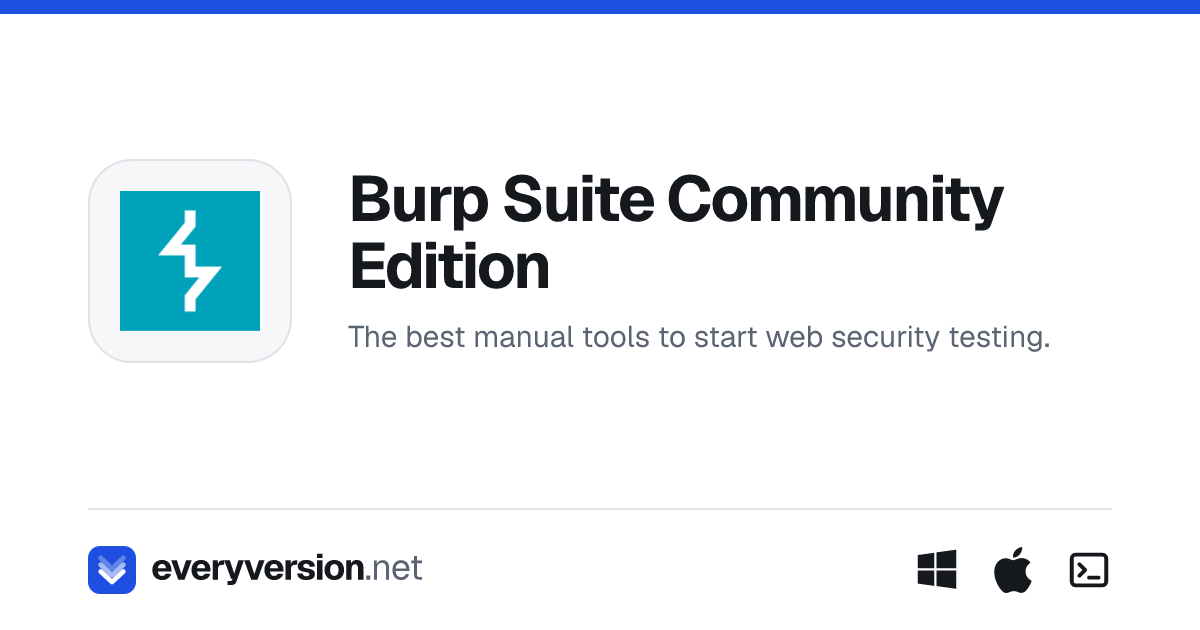 Burp Suite Community
Edition
The best manual tools to start web security testing.
everyversion.net